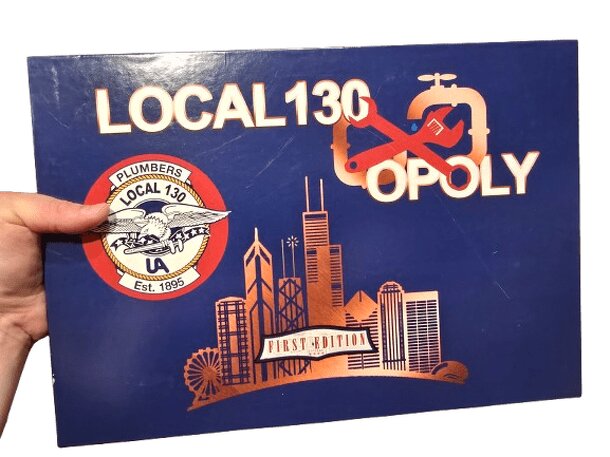 LOCAL130
OPOLY
PLUMBERS
LOCAL 130
UA
Est. 1895
FIRST EDITION